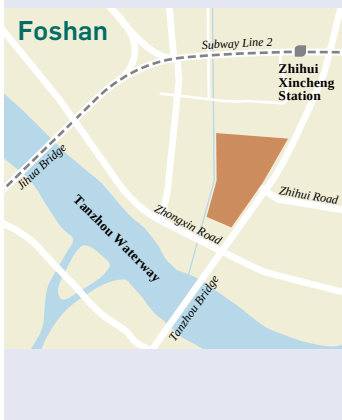 Foshan
Subway Line 2
Zhihui
Xincheng
Station
Jihua Bridge
Zhihui Road
Tanzhou Waterway
Zhongxin Road
Tanzhou Bridge